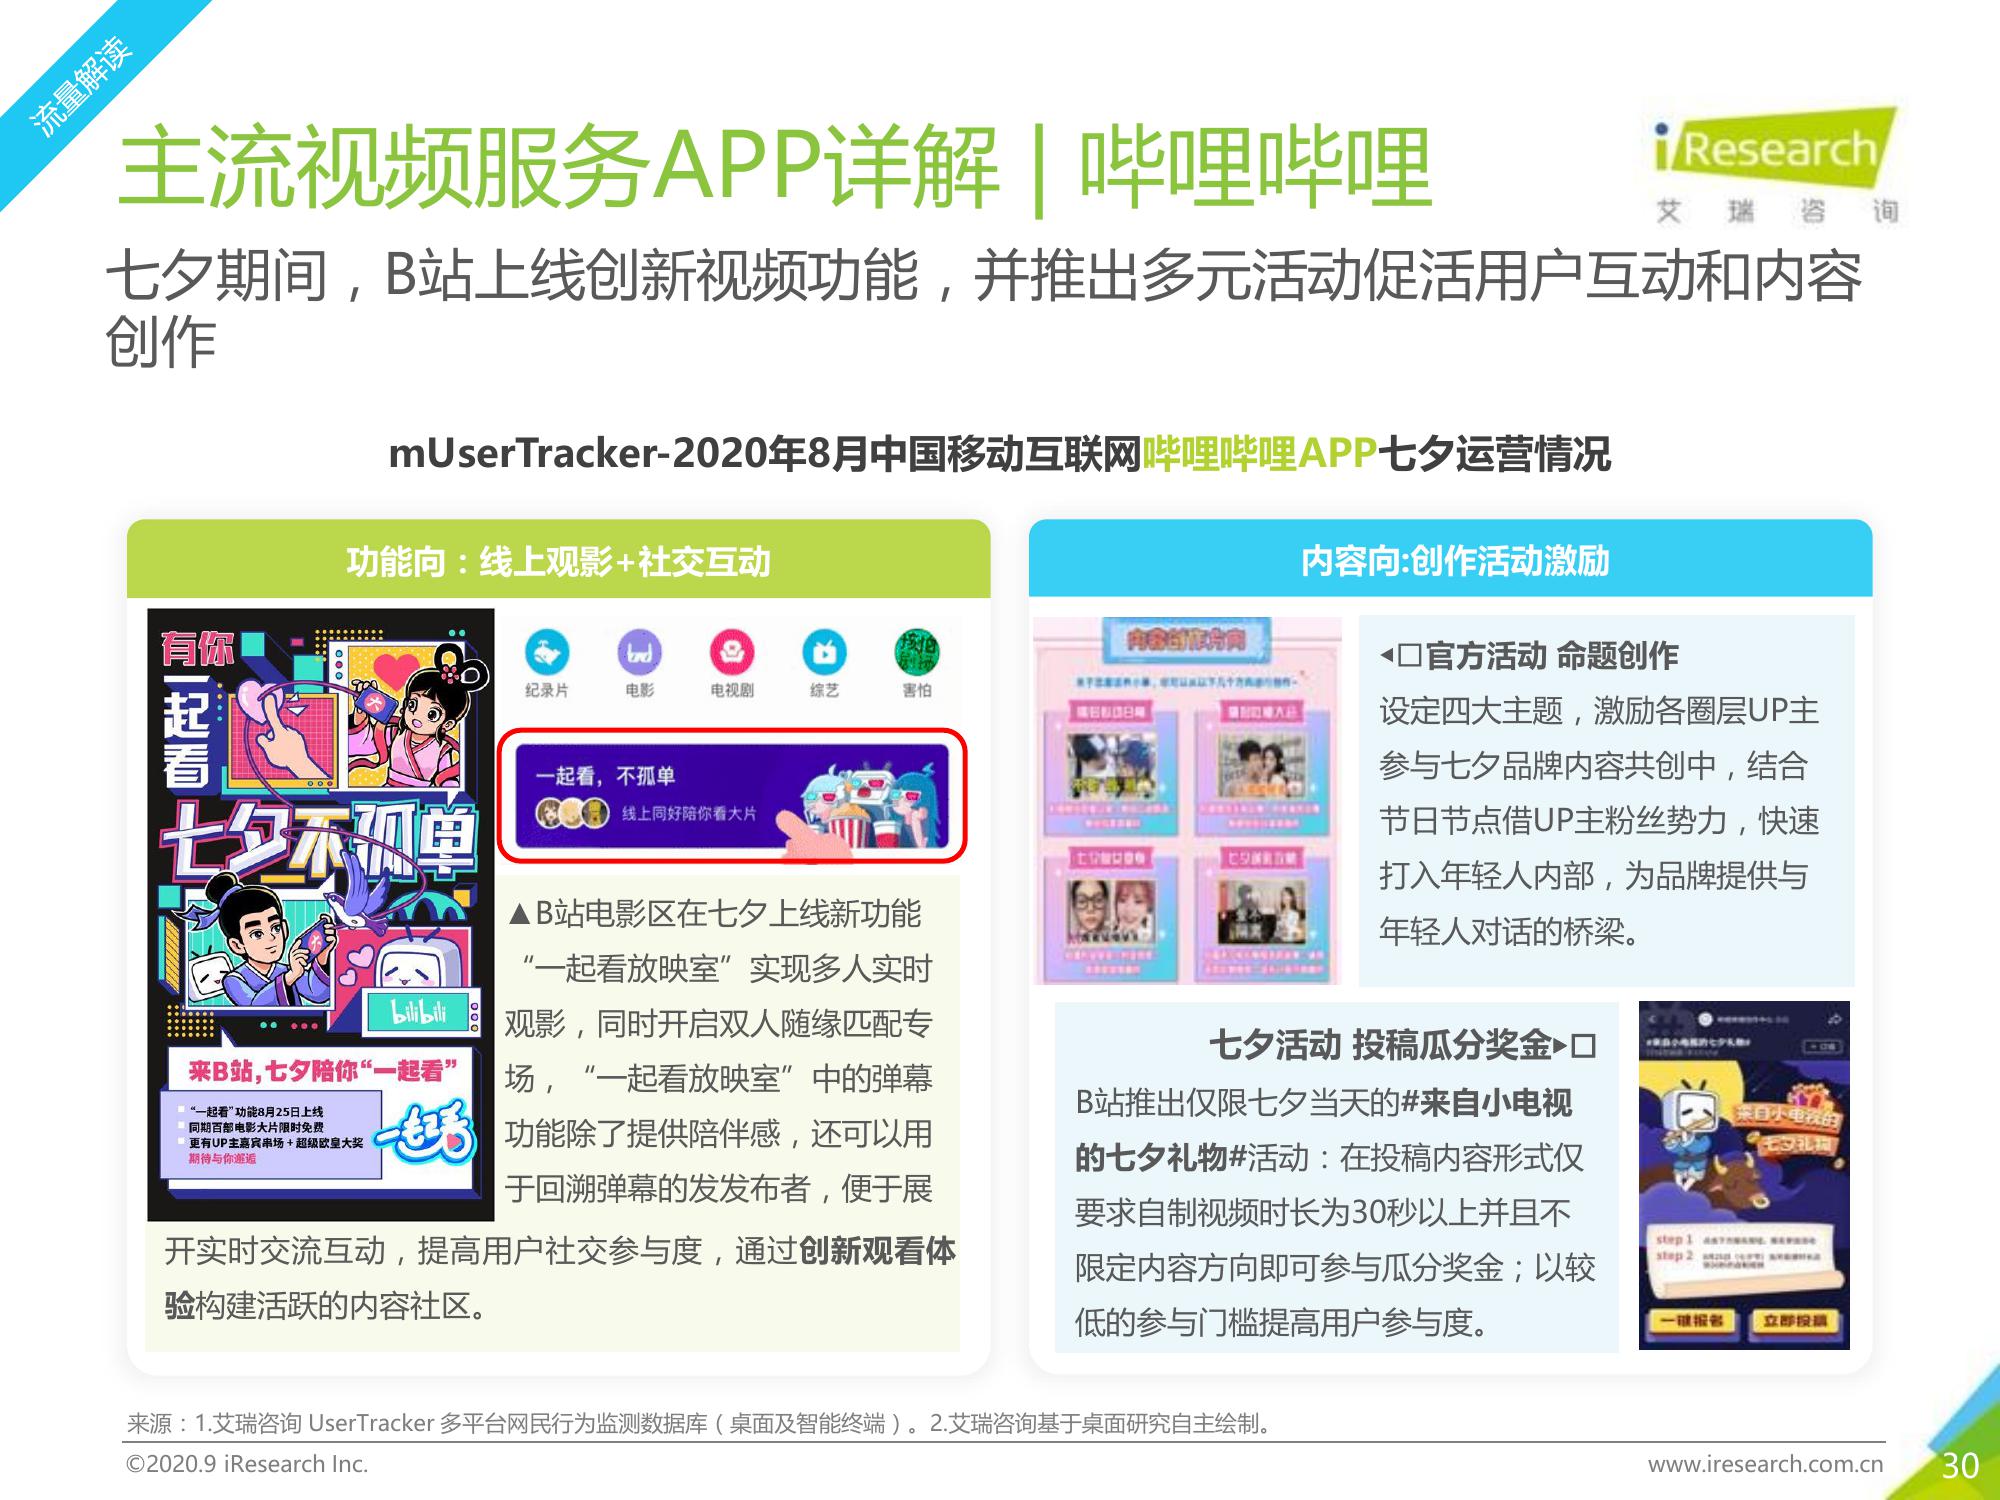 流量解读
主流视频服务APP详解 | 哔哩哔哩
iResearch
艾瑞咨询
七夕期间，B站上线创新视频功能，并推出多元活动促活用户互动和内容
创作
mUserTracker-2020年8月中国移动互联网哔哩哔哩APP七夕运营情况
功能向：线上观影+社交互动
有你
一起看
七夕不孤单
bilibili
来B站,七夕陪你“一起看”
“一起看”功能8月25日上线
同期百部电影大片限时免费
更有UP主嘉宾串场+超级欧皇大奖
期待与你邂逅
一起看
纪录片 电影 电视剧 综艺 害怕
一起看，不孤单
线上同好陪你看大片
▲B站电影区在七夕上线新功能
“一起看放映室”实现多人实时
观影，同时开启双人随缘匹配专
场，“一起看放映室”中的弹幕
功能除了提供陪伴感，还可以用
于回溯弹幕的发发布者，便于展
开实时交流互动，提高用户社交参与度，通过创新观看体
验构建活跃的内容社区。
内容向:创作活动激励
内容创作方向
◂□官方活动 命题创作
设定四大主题，激励各圈层UP主
参与七夕品牌内容共创中，结合
节日节点借UP主粉丝势力，快速
打入年轻人内部，为品牌提供与
年轻人对话的桥梁。
七夕活动 投稿瓜分奖金▸□
B站推出仅限七夕当天的#来自小电视
的七夕礼物#活动：在投稿内容形式仅
要求自制视频时长为30秒以上并且不
限定内容方向即可参与瓜分奖金；以较
低的参与门槛提高用户参与度。
来自小电视的
七夕礼物
step 1
step 2
一键报名 立即投稿
来源：1.艾瑞咨询 UserTracker 多平台网民行为监测数据库（桌面及智能终端）。2.艾瑞咨询基于桌面研究自主绘制。
©2020.9 iResearch Inc.
www.iresearch.com.cn
30